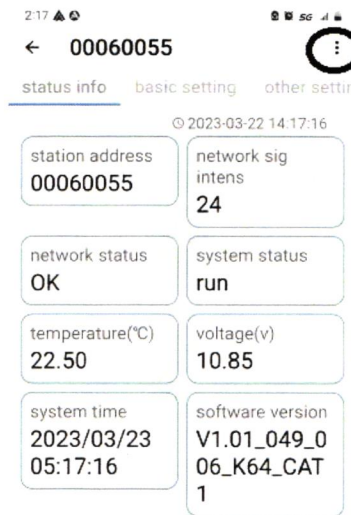 2:17
5G
← 00060055
status info basic setting other settin
2023-03-22 14:17:16
station address
00060055
network sig
intens
24
network status
OK
system status
run
temperature(℃)
22.50
voltage(v)
10.85
system time
2023/03/23
05:17:16
software version
V1.01_049_0
06_K64_CAT
1